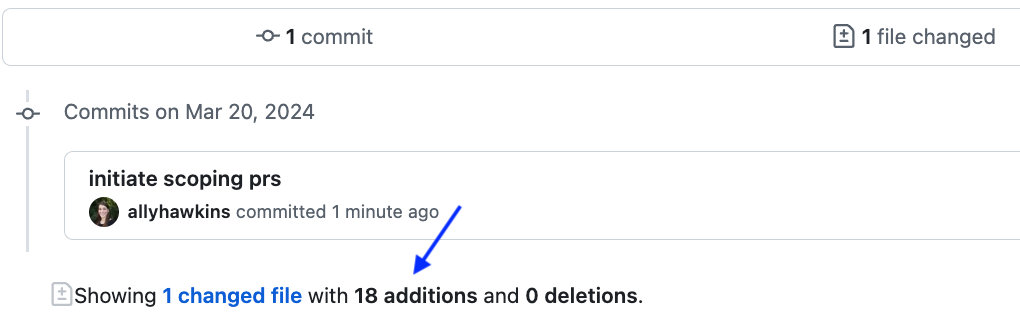 1 commit
1 file changed
Commits on Mar 20, 2024
initiate scoping prs
allyhawkins committed 1 minute ago
Showing 1 changed file with 18 additions and 0 deletions.